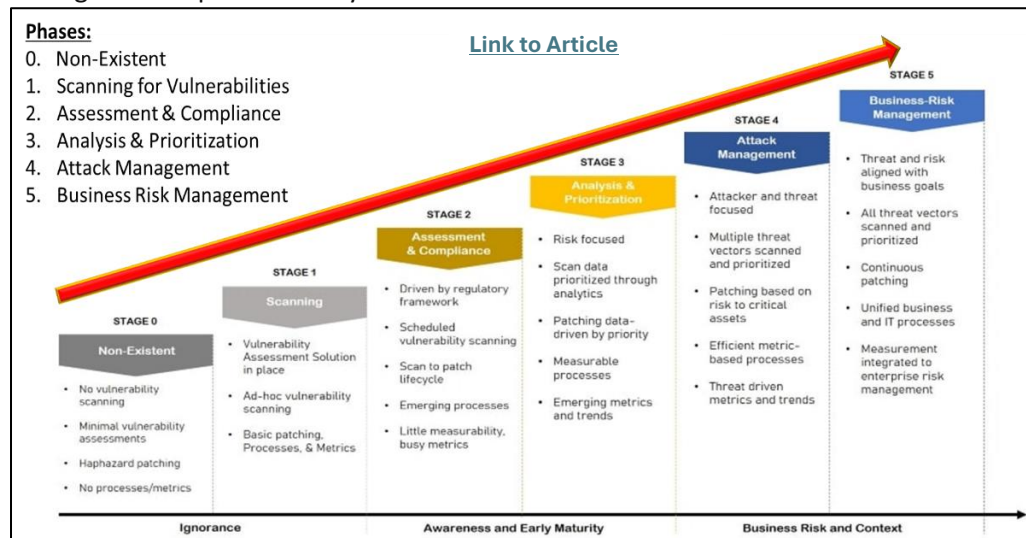 Phases:
0. Non-Existent
1. Scanning for Vulnerabilities
2. Assessment & Compliance
3. Analysis & Prioritization
4. Attack Management
5. Business Risk Management
Link to Article
STAGE 0
Non-Existent
• No vulnerability
scanning
• Minimal vulnerability
assessments
• Haphazard patching
• No processes/metrics
STAGE 1
Scanning
• Vulnerability
Assessment Solution
in place
• Ad-hoc vulnerability
scanning
• Basic patching,
Processes, & Metrics
STAGE 2
Assessment
& Compliance
• Driven by regulatory
framework
• Scheduled
vulnerability scanning
• Scan to patch
lifecycle
• Emerging processes
• Little measurability,
busy metrics
STAGE 3
Analysis &
Prioritization
• Risk focused
• Scan data
prioritized through
analytics
• Patching data-
driven by priority
• Measurable
processes
• Emerging metrics
and trends
STAGE 4
Attack
Management
• Attacker and threat
focused
• Multiple threat
vectors scanned
and prioritized
• Patching based on
risk to critical
assets
• Efficient metric-
based processes
• Threat driven
metrics and trends
STAGE 5
Business-Risk
Management
• Threat and risk
aligned with
business goals
• All threat vectors
scanned and
prioritized
• Continuous
patching
• Unified business
and IT processes
• Measurement
integrated to
enterprise risk
management
Ignorance
Awareness and Early Maturity
Business Risk and Context